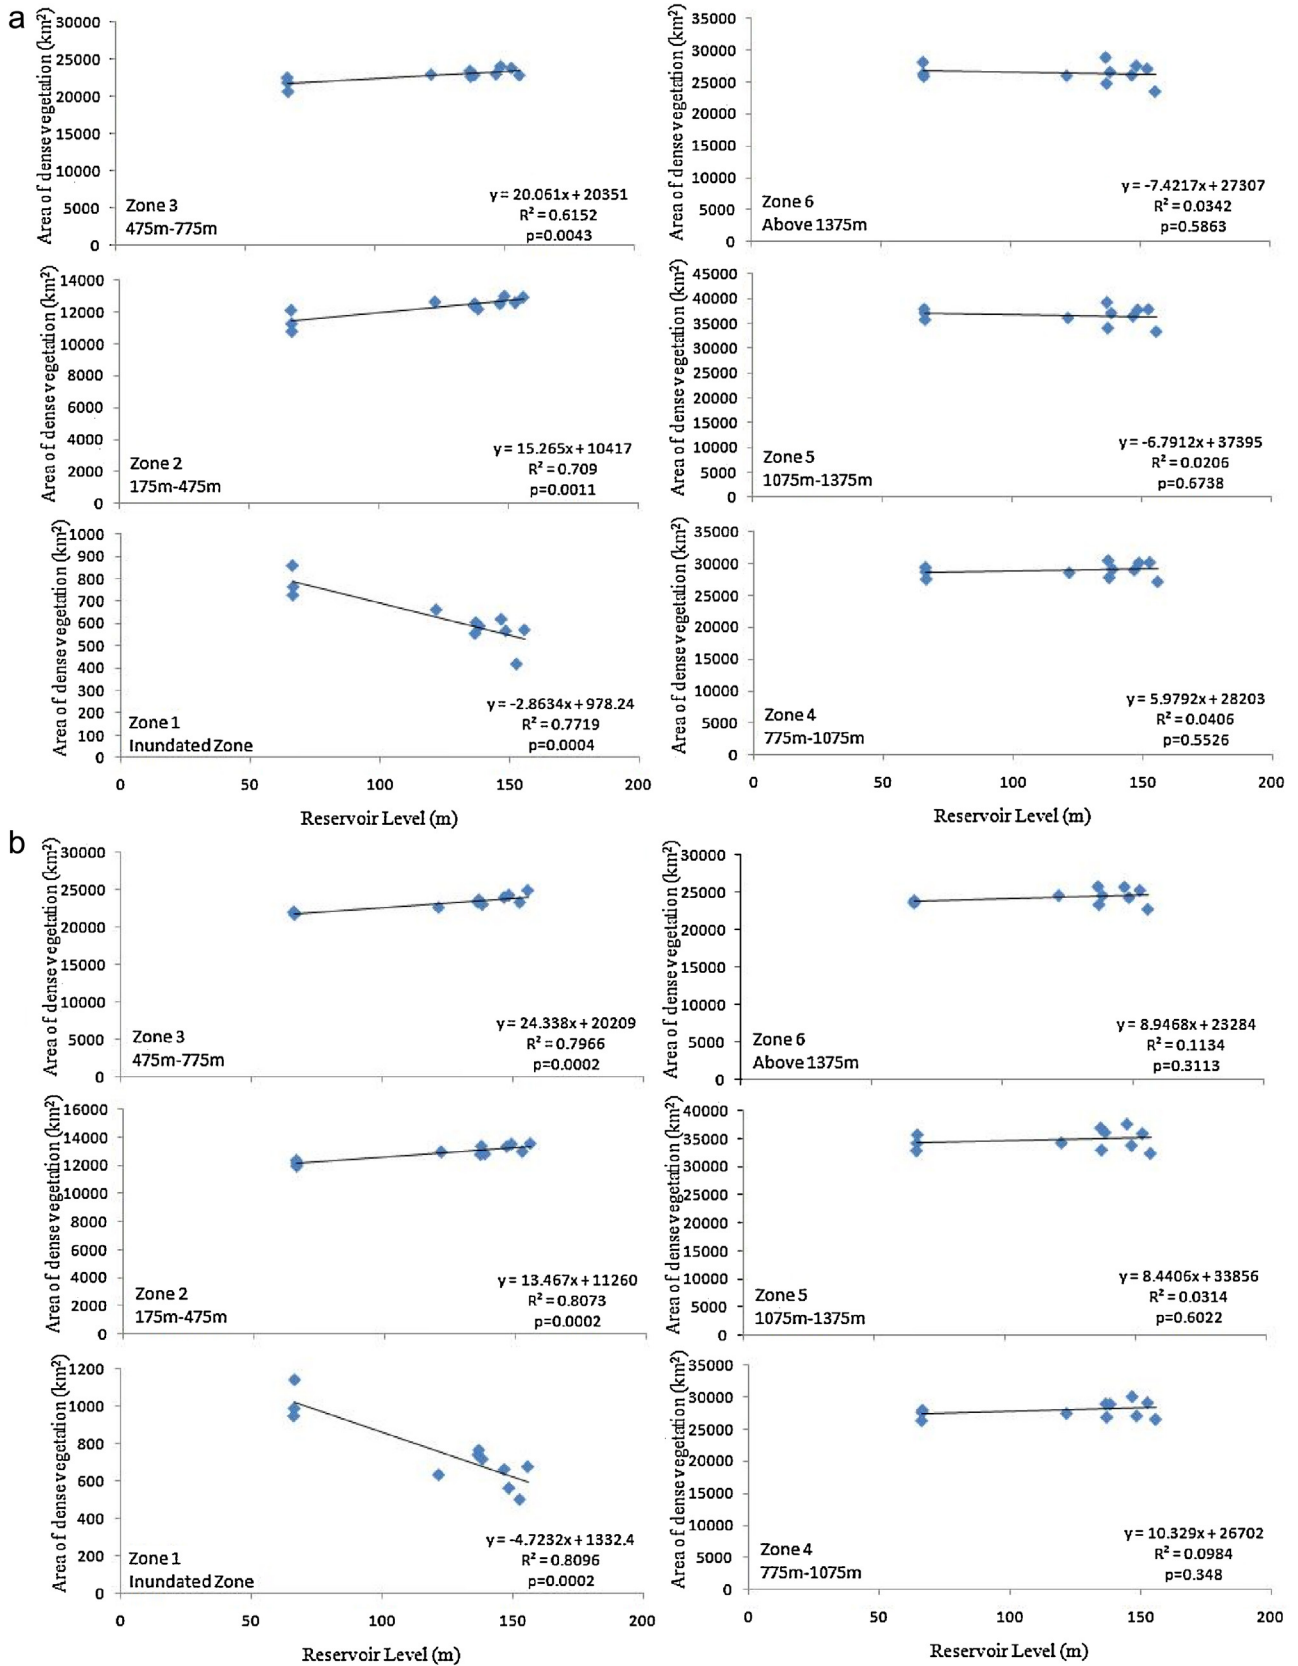 a
Area of dense vegetation (km²)
30000
25000
20000
15000
10000
5000
0
Zone 3
475m-775m
y = 20.061x + 20351
R² = 0.6152
p=0.0043
Area of dense vegetation (km²)
35000
30000
25000
20000
15000
10000
5000
0
Zone 6
Above 1375m
y = -7.4217x + 27307
R² = 0.0342
p=0.5863
Area of dense vegetation (km²)
14000
12000
10000
8000
6000
4000
2000
0
Zone 2
175m-475m
y = 15.265x + 10417
R² = 0.709
p=0.0011
Area of dense vegetation (km²)
45000
40000
35000
30000
25000
20000
15000
10000
5000
0
Zone 5
1075m-1375m
y = -6.7912x + 37395
R² = 0.0206
p=0.6738
Area of dense vegetation (km²)
1000
900
800
700
600
500
400
300
200
100
0
Zone 1
Inundated Zone
y = -2.8634x + 978.24
R² = 0.7719
p=0.0004
0 50 100 150 200
Reservoir Level (m)
Area of dense vegetation (km²)
35000
30000
25000
20000
15000
10000
5000
0
Zone 4
775m-1075m
y = 5.9792x + 28203
R² = 0.0406
p=0.5526
0 50 100 150 200
Reservoir Level (m)
b
Area of dense vegetation (km²)
30000
25000
20000
15000
10000
5000
0
Zone 3
475m-775m
y = 24.338x + 20209
R² = 0.7966
p=0.0002
Area of dense vegetation (km²)
30000
25000
20000
15000
10000
5000
0
Zone 6
Above 1375m
y = 8.9468x + 23284
R² = 0.1134
p=0.3113
Area of dense vegetation (km²)
16000
14000
12000
10000
8000
6000
4000
2000
0
Zone 2
175m-475m
y = 13.467x + 11260
R² = 0.8073
p=0.0002
Area of dense vegetation (km²)
40000
35000
30000
25000
20000
15000
10000
5000
0
Zone 5
1075m-1375m
y = 8.4406x + 33856
R² = 0.0314
p=0.6022
Area of dense vegetation (km²)
1200
1000
800
600
400
200
0
Zone 1
Inundated Zone
y = -4.7232x + 1332.4
R² = 0.8096
p=0.0002
0 50 100 150 200
Reservoir Level (m)
Area of dense vegetation (km²)
35000
30000
25000
20000
15000
10000
5000
0
Zone 4
775m-1075m
y = 10.329x + 26702
R² = 0.0984
p=0.348
0 50 100 150 200
Reservoir Level (m)